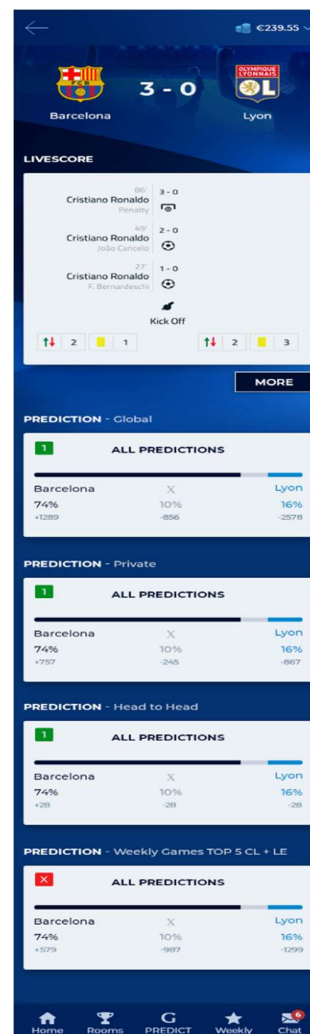 €239.55
OLYMPIQUE
LYONNAIS
FCB
OL
3 - 0
Barcelona
Lyon
LIVESCORE
86' 3 - 0
Cristiano Ronaldo
Penalty
49' 2 - 0
Cristiano Ronaldo
João Cancelo
27' 1 - 0
Cristiano Ronaldo
F. Bernardeschi
Kick Off
2 1 2 3
MORE
PREDICTION - Global
1 ALL PREDICTIONS
Barcelona X Lyon
74% 10% 16%
+1289 -856 -2578
PREDICTION - Private
1 ALL PREDICTIONS
Barcelona X Lyon
74% 10% 16%
+757 -245 -867
PREDICTION - Head to Head
1 ALL PREDICTIONS
Barcelona X Lyon
74% 10% 16%
+28 -28 -28
PREDICTION - Weekly Games TOP 5 CL + LE
X ALL PREDICTIONS
Barcelona X Lyon
74% 10% 16%
+579 -987 -1299
6
Home Rooms G PREDICT Weekly Chat